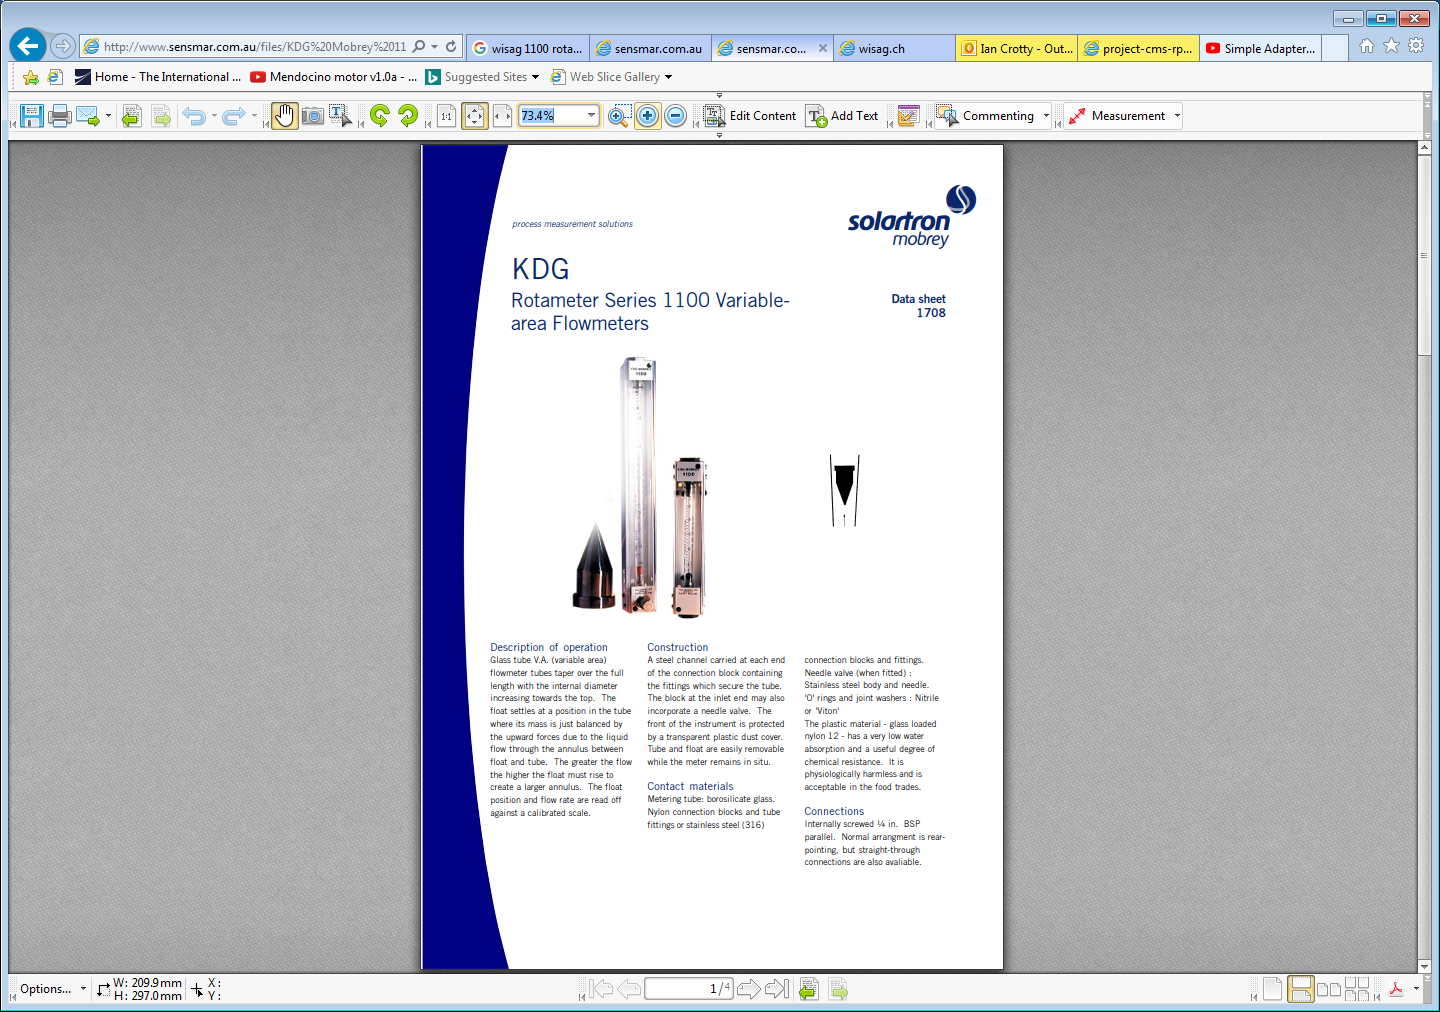 http://www.sensmar.com.au/files/KDG%20Mobrey%2011
wisag 1100 rota...
sensmar.com.au
sensmar.co...
wisag.ch
Ian Crotty - Out...
project-cms-rp...
Simple Adapter...
Home - The International ...
Mendocino motor v1.0a - ...
Suggested Sites
Web Slice Gallery
1:1
73.4%
Edit Content
Add Text
Commenting
Measurement
process measurement solutions
solartron
mobrey
KDG
Rotameter Series 1100 Variable-
area Flowmeters
Data sheet
1708
1100
1100
Description of operation
Glass tube V.A. (variable area)
flowmeter tubes taper over the full
length with the internal diameter
increasing towards the top. The
float settles at a position in the tube
where its mass is just balanced by
the upward forces due to the liquid
flow through the annulus between
float and tube. The greater the flow
the higher the float must rise to
create a larger annulus. The float
position and flow rate are read off
against a calibrated scale.
Construction
A steel channel carried at each end
of the connection block containing
the fittings which secure the tube.
The block at the inlet end may also
incorporate a needle valve. The
front of the instrument is protected
by a transparent plastic dust cover.
Tube and float are easily removable
while the meter remains in situ.
Contact materials
Metering tube: borosilicate glass.
Nylon connection blocks and tube
fittings or stainless steel (316)
connection blocks and fittings.
Needle valve (when fitted) :
Stainless steel body and needle.
'O' rings and joint washers : Nitrile
or 'Viton'
The plastic material - glass loaded
nylon 12 - has a very low water
absorption and a useful degree of
chemical resistance. It is
physiologically harmless and is
acceptable in the food trades.
Connections
Internally screwed ¼ in. BSP
parallel. Normal arrangment is rear-
pointing, but straight-through
connections are also avaliable.
Options...
W: 209.9mm
H: 297.0mm
X :
Y :
1/4